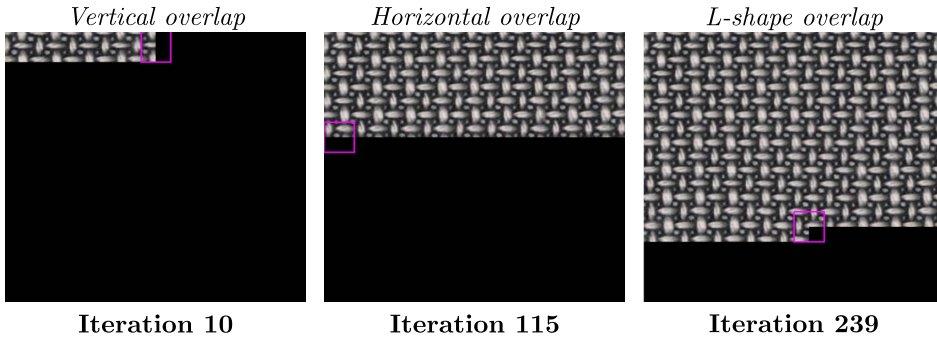 Vertical overlap
Horizontal overlap
L-shape overlap
Iteration 10
Iteration 115
Iteration 239